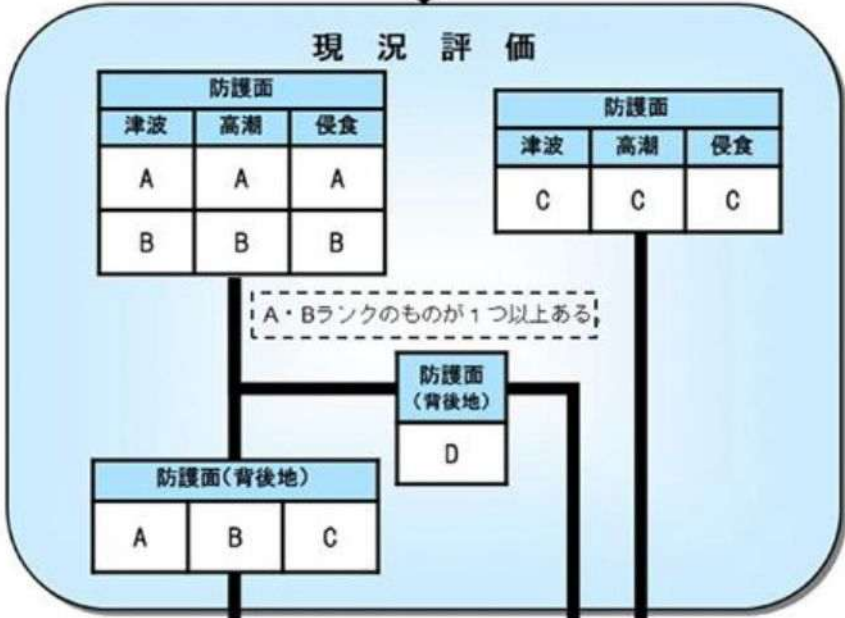 現況評価
防護面
津波 高潮 侵食
A A A
B B B
防護面
津波 高潮 侵食
C C C
A・Bランクのものが1つ以上ある
防護面
(背後地)
D
防護面(背後地)
A B C